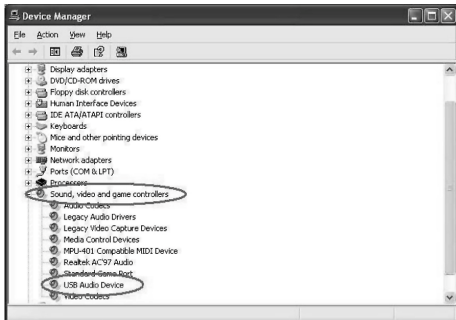 Device Manager
File Action View Help
Display adapters
DVD/CD-ROM drives
Floppy disk controllers
Human Interface Devices
IDE ATA/ATAPI controllers
Keyboards
Mice and other pointing devices
Monitors
Network adapters
Ports (COM & LPT)
Processors
Sound, video and game controllers
Audio Codecs
Legacy Audio Drivers
Legacy Video Capture Devices
Media Control Devices
MPU-401 Compatible MIDI Device
Realtek AC'97 Audio
Standard Game Port
USB Audio Device
Video Codecs